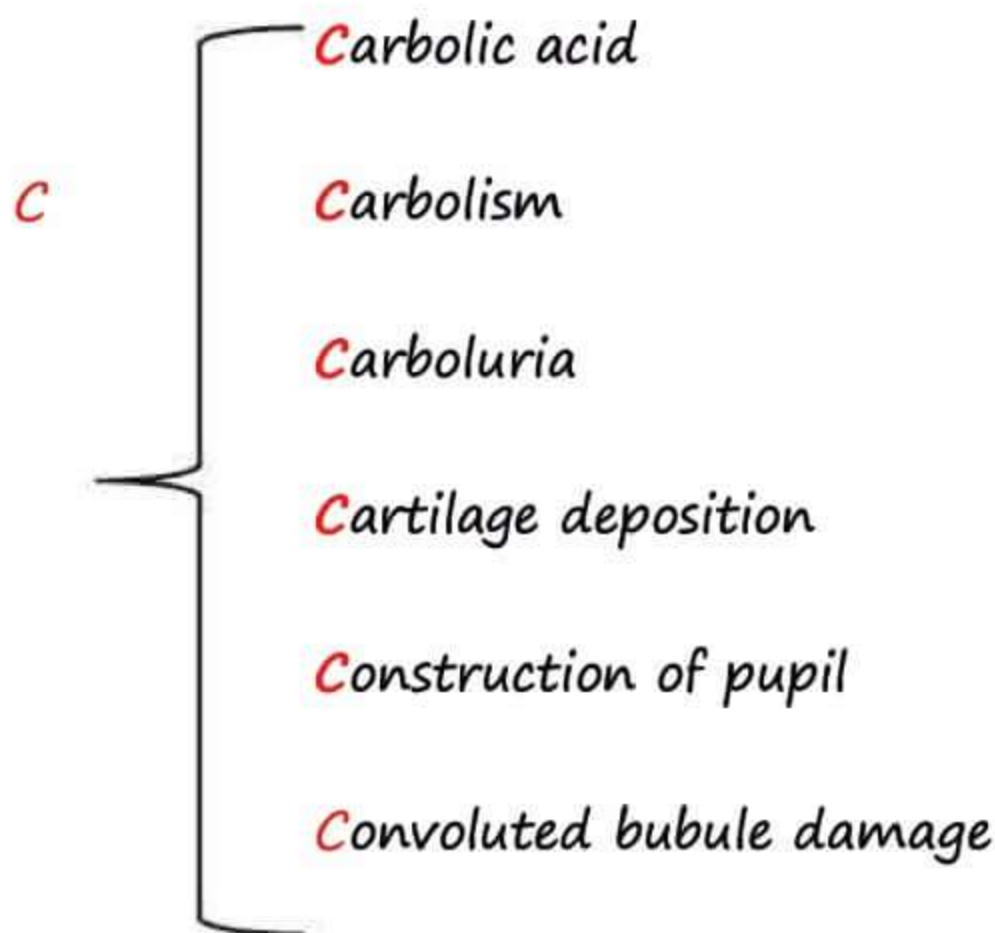 Carbolic acid
C
Carbolism
Carboluria
Cartilage deposition
Construction of pupil
Convoluted bubule damage